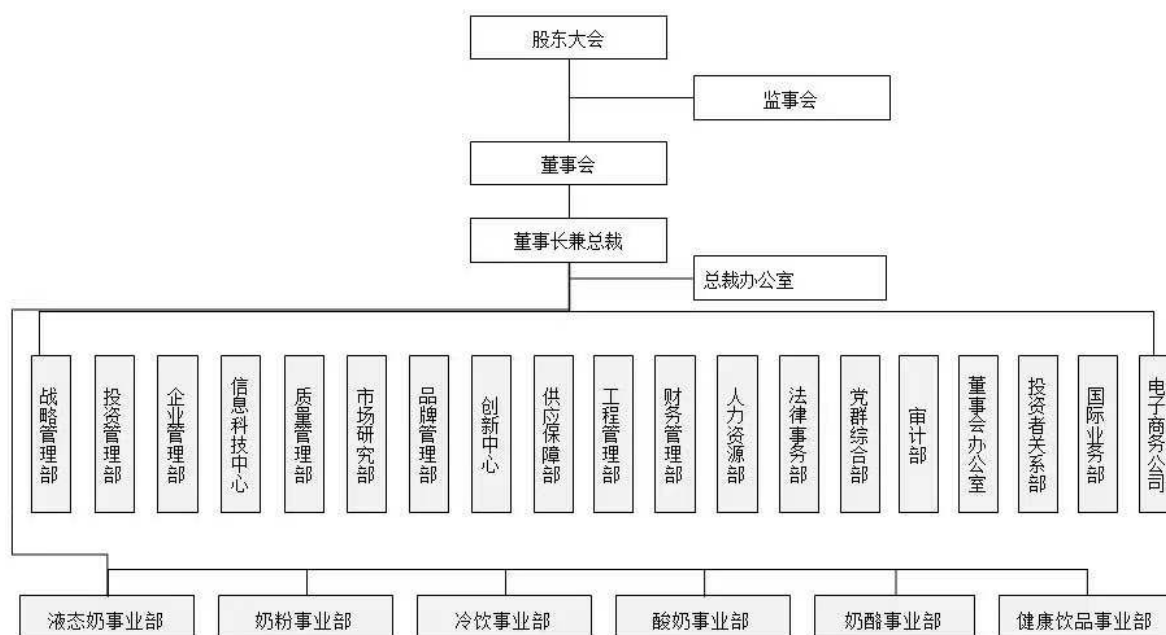 股东大会
监事会
董事会
董事长兼总裁
总裁办公室
战略管理部
投资管理部
企业管理部
信息科技中心
质量管理部
市场研究部
品牌管理部
创新中心
供应保障部
工程管理部
财务管理部
人力资源部
法律事务部
党群综合部
审计部
董事会办公室
投资者关系部
国际业务部
电子商务公司
液态奶事业部
奶粉事业部
冷饮事业部
酸奶事业部
奶酪事业部
健康饮品事业部